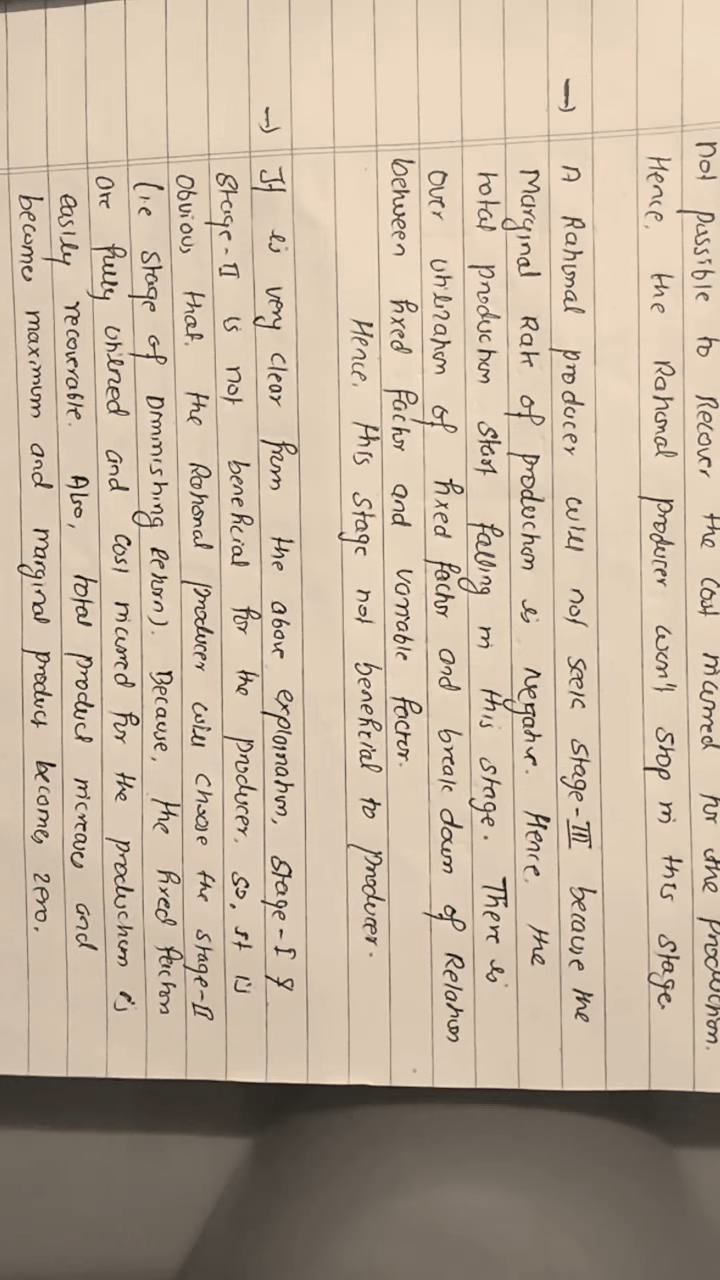 not possible to Recover the cost incurred for the production.
Hence, the Rational producer won't stop in this stage.
→ A Rational producer will not seek stage-III because the
Marginal Rate of production is Negative. Hence, the
total production start falling in this stage. There is
over utilization of fixed factor and break down of Relation
between fixed factor and variable factor.
Hence, this stage not beneficial to producer.
→ It is very clear from the above explaination, stage-I &
stage-II is not beneficial for the producer. so, it is
obvious that, the Rational producer will choose the stage-II
(ie stage of Dimminishing Return). Because, the fixed factors
are fully utilized and cost incurred for the production is
easily recoverable. Also, total product increases and
becomes maximum and marginal product becomes zero.